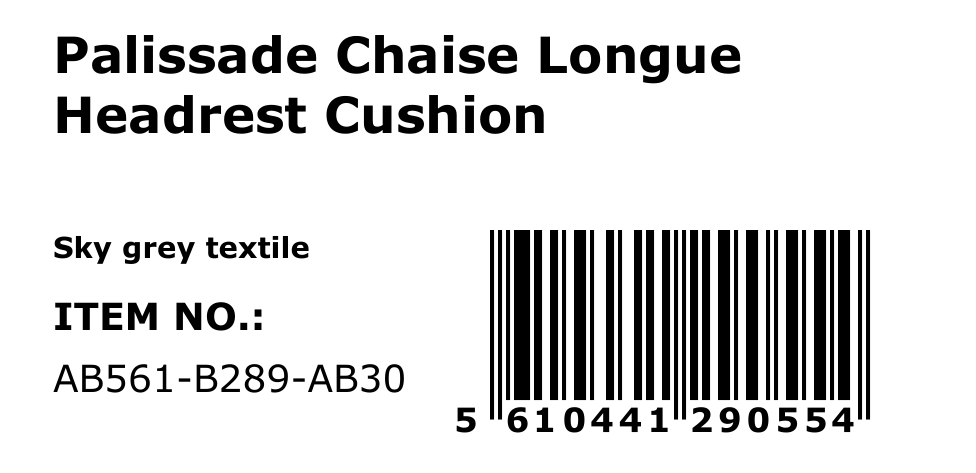 Palissade Chaise Longue
Headrest Cushion
Sky grey textile
ITEM NO.:
AB561-B289-AB30
5 610441 290554